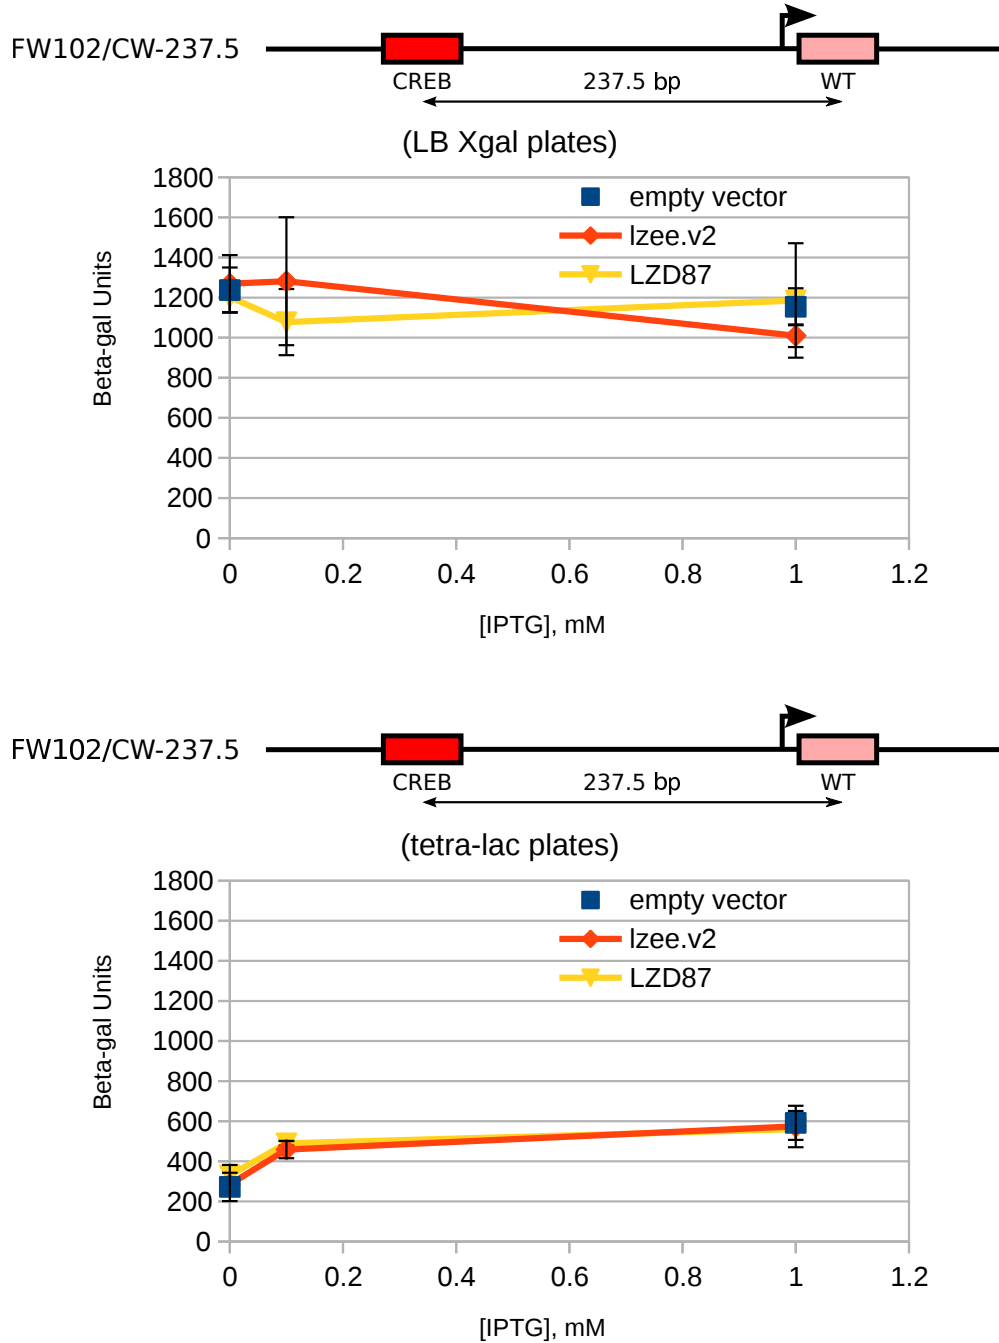 FW102/CW-237.5
CREB
237.5 bp
WT
(LB Xgal plates)
1800
1600
1400
1200
1000
800
600
400
200
0
Beta-gal Units
empty vector
lzee.v2
LZD87
0 0.2 0.4 0.6 0.8 1 1.2
[IPTG], mM
FW102/CW-237.5
CREB
237.5 bp
WT
(tetra-lac plates)
1800
1600
1400
1200
1000
800
600
400
200
0
Beta-gal Units
empty vector
lzee.v2
LZD87
0 0.2 0.4 0.6 0.8 1 1.2
[IPTG], mM